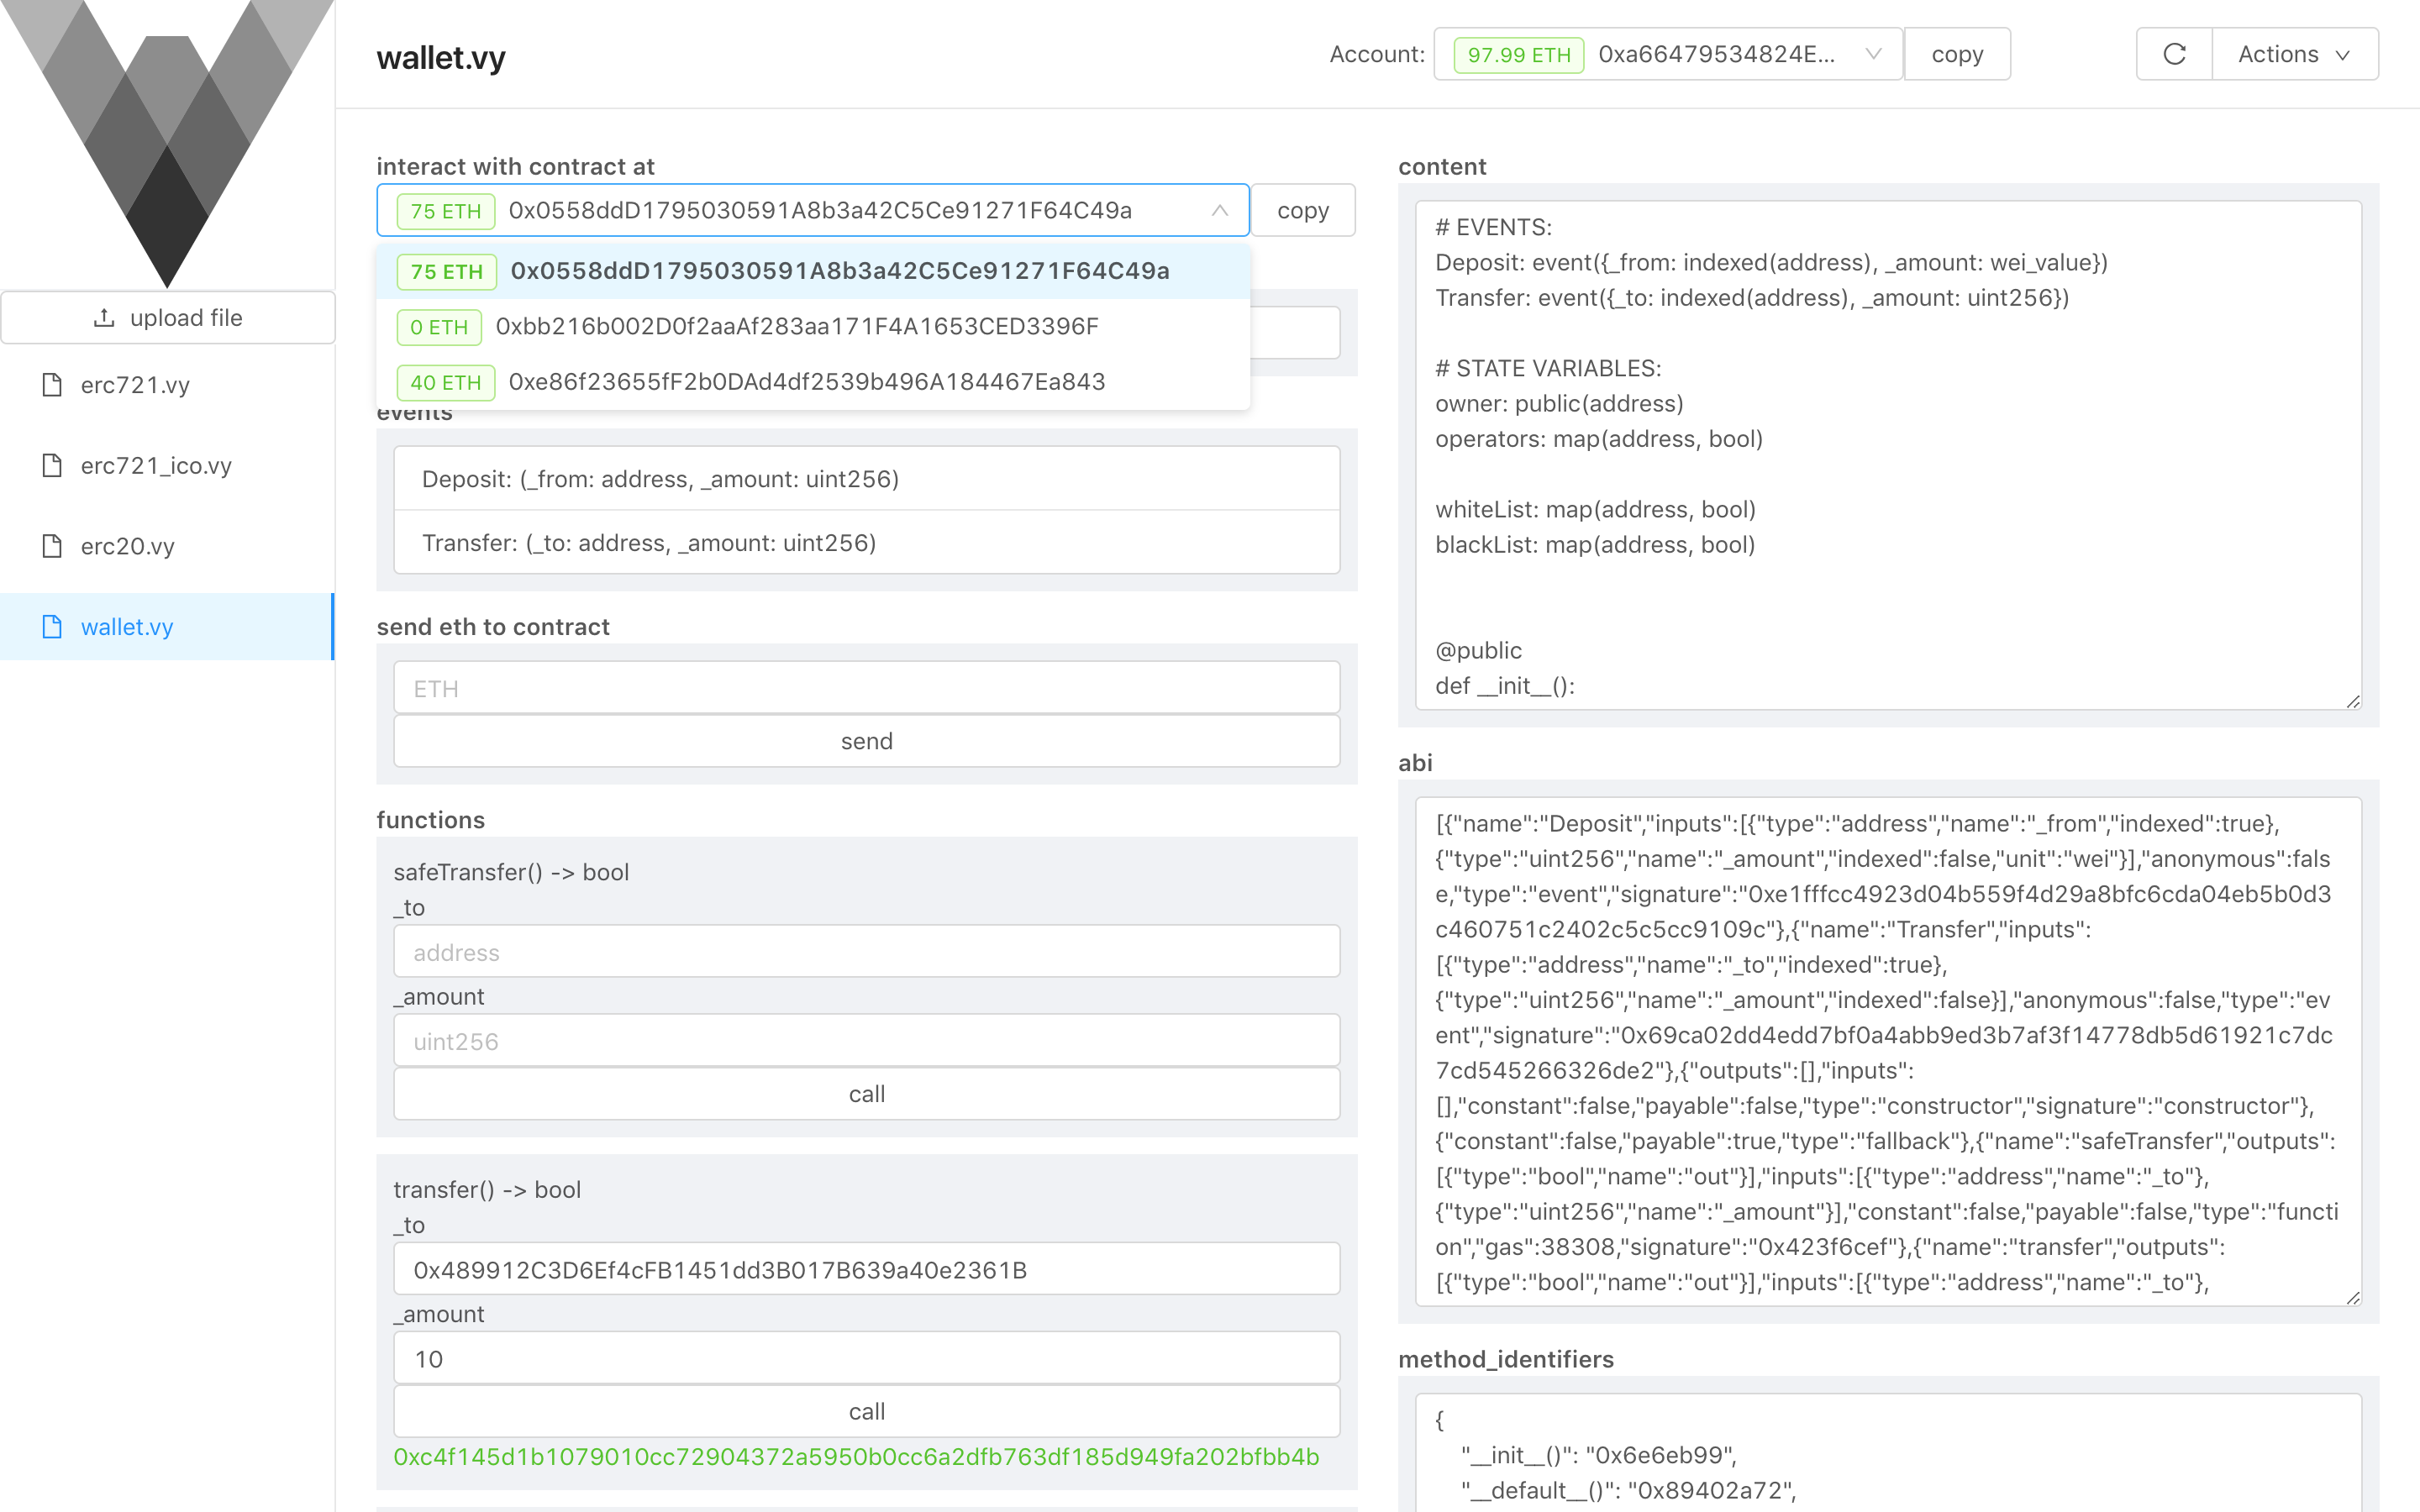 wallet.vy
Account:
97.99 ETH
0xa66479534824E...
copy
Actions
upload file
erc721.vy
erc721_ico.vy
erc20.vy
wallet.vy
interact with contract at
75 ETH 0x0558ddD1795030591A8b3a42C5Ce91271F64C49a
copy
75 ETH 0x0558ddD1795030591A8b3a42C5Ce91271F64C49a
0 ETH 0xbb216b002D0f2aaAf283aa171F4A1653CED3396F
40 ETH 0xe86f23655fF2b0DAd4df2539b496A184467Ea843
events
Deposit: (_from: address, _amount: uint256)
Transfer: (_to: address, _amount: uint256)
send eth to contract
ETH
send
functions
safeTransfer() -> bool
_to
address
_amount
uint256
call
transfer() -> bool
_to
0x489912C3D6Ef4cFB1451dd3B017B639a40e2361B
_amount
10
call
0xc4f145d1b1079010cc72904372a5950b0cc6a2dfb763df185d949fa202bfbb4b
content
# EVENTS:
Deposit: event({_from: indexed(address), _amount: wei_value})
Transfer: event({_to: indexed(address), _amount: uint256})
# STATE VARIABLES:
owner: public(address)
operators: map(address, bool)
whiteList: map(address, bool)
blackList: map(address, bool)
@public
def __init__():
abi
[{"name":"Deposit","inputs":[{"type":"address","name":"_from","indexed":true},
{"type":"uint256","name":"_amount","indexed":false,"unit":"wei"}],"anonymous":fals
e,"type":"event","signature":"0xe1fffcc4923d04b559f4d29a8bfc6cda04eb5b0d3
c460751c2402c5c5cc9109c"},{"name":"Transfer","inputs":
[{"type":"address","name":"_to","indexed":true},
{"type":"uint256","name":"_amount","indexed":false}],"anonymous":false,"type":"ev
ent","signature":"0x69ca02dd4edd7bf0a4abb9ed3b7af3f14778db5d61921c7dc
7cd545266326de2"},{"outputs":[],"inputs":
[],"constant":false,"payable":false,"type":"constructor","signature":"constructor"},
{"constant":false,"payable":true,"type":"fallback"},{"name":"safeTransfer","outputs":
[{"type":"bool","name":"out"}],"inputs":[{"type":"address","name":"_to"},
{"type":"uint256","name":"_amount"}],"constant":false,"payable":false,"type":"functi
on","gas":38308,"signature":"0x423f6cef"},{"name":"transfer","outputs":
[{"type":"bool","name":"out"}],"inputs":[{"type":"address","name":"_to"},
method_identifiers
{
"__init__()": "0x6e6eb99",
"__default__()": "0x89402a72",